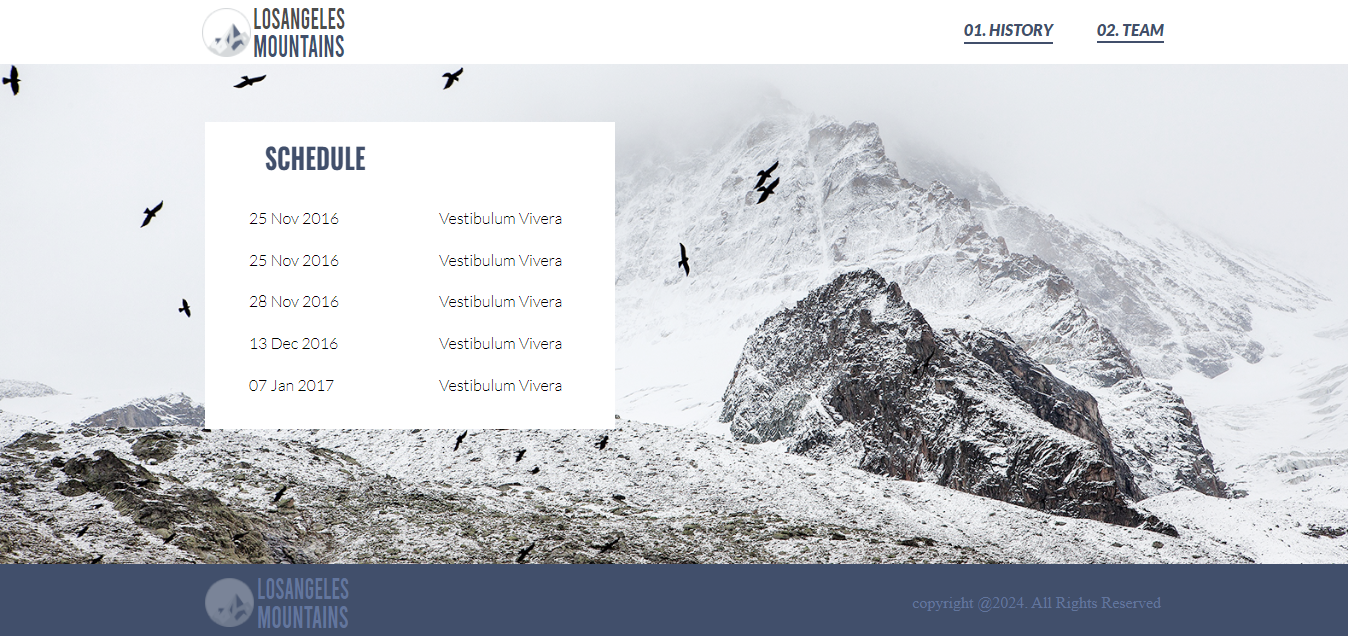 LOSANGELES
MOUNTAINS
01. HISTORY
02. TEAM
SCHEDULE
25 Nov 2016 Vestibulum Vivera
25 Nov 2016 Vestibulum Vivera
28 Nov 2016 Vestibulum Vivera
13 Dec 2016 Vestibulum Vivera
07 Jan 2017 Vestibulum Vivera
LOSANGELES
MOUNTAINS
copyright @2024. All Rights Reserved